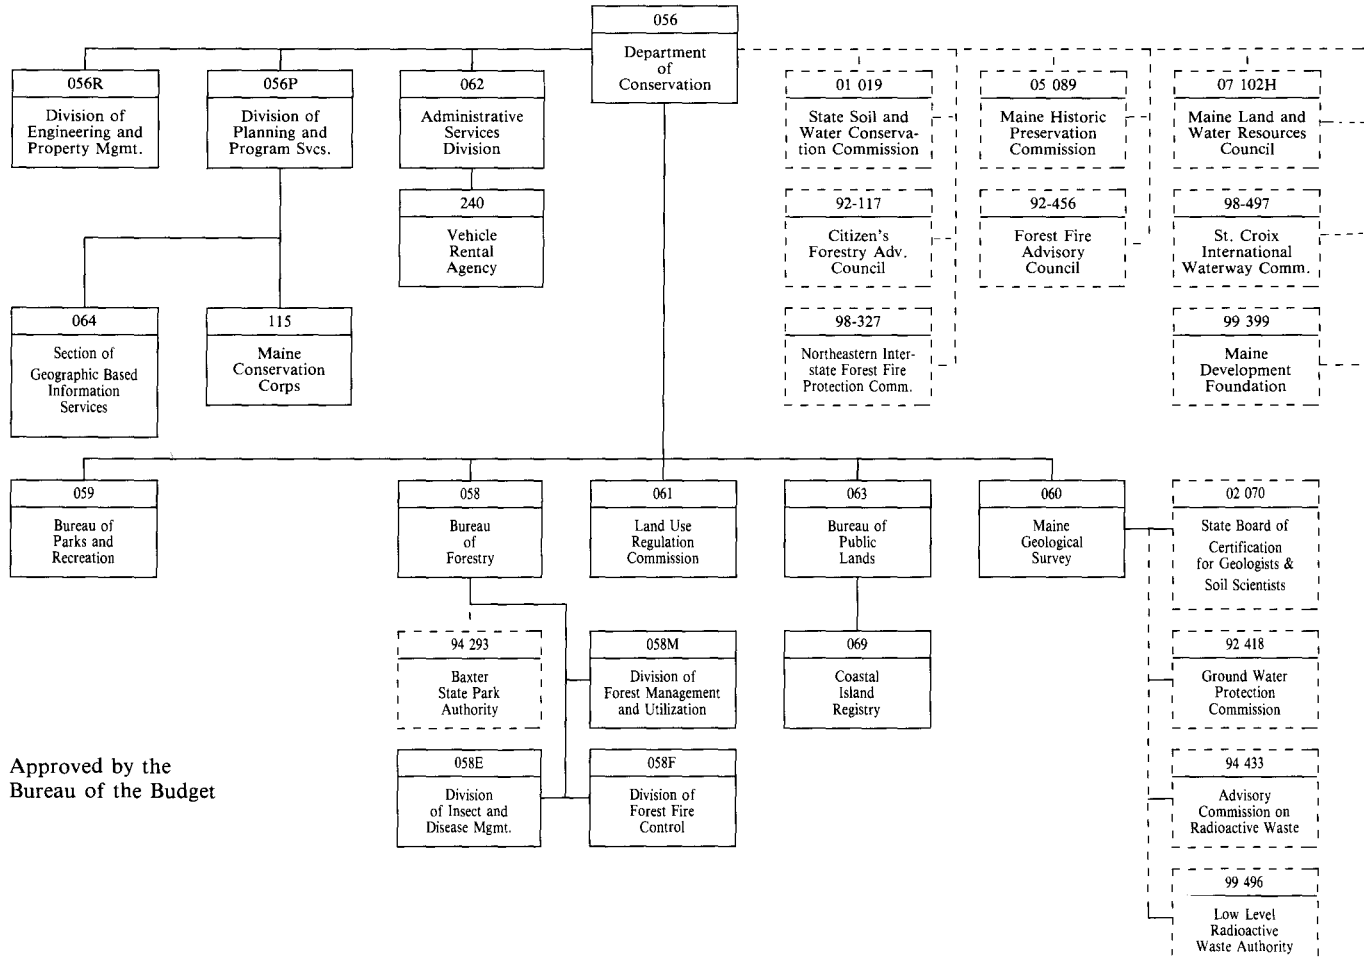 056
Department
of
Conservation
056R
Division of
Engineering and
Property Mgmt.
056P
Division of
Planning and
Program Svcs.
062
Administrative
Services
Division
01 019
State Soil and
Water Conserva-
tion Commission
05 089
Maine Historic
Preservation
Commission
07 102H
Maine Land and
Water Resources
Council
240
Vehicle
Rental
Agency
92-117
Citizen's
Forestry Adv.
Council
92-456
Forest Fire
Advisory
Council
98-497
St. Croix
International
Waterway Comm.
064
Section of
Geographic Based
Information
Services
115
Maine
Conservation
Corps
98-327
Northeastern Inter-
state Forest Fire
Protection Comm.
99 399
Maine
Development
Foundation
059
Bureau of
Parks and
Recreation
058
Bureau
of
Forestry
061
Land Use
Regulation
Commission
063
Bureau of
Public
Lands
060
Maine
Geological
Survey
02 070
State Board of
Certification
for Geologists &
Soil Scientists
94 293
Baxter
State Park
Authority
058M
Division of
Forest Management
and Utilization
069
Coastal
Island
Registry
92 418
Ground Water
Protection
Commission
058E
Division
of Insect and
Disease Mgmt.
058F
Division of
Forest Fire
Control
94 433
Advisory
Commission on
Radioactive Waste
99 496
Low Level
Radioactive
Waste Authority
Approved by the
Bureau of the Budget